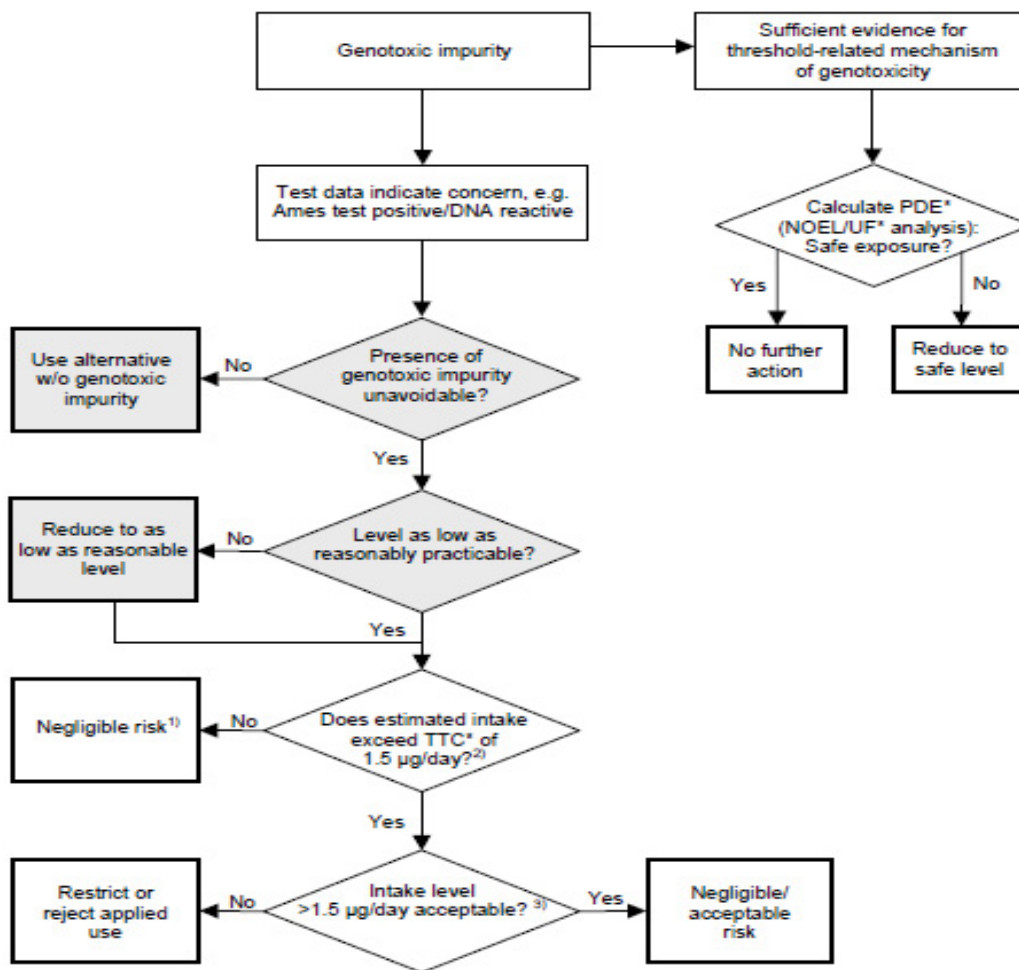 Genotoxic impurity
Sufficient evidence for
threshold-related mechanism
of genotoxicity
Test data indicate concern, e.g.
Ames test positive/DNA reactive
Calculate PDE*
(NOEL/UF* analysis):
Safe exposure?
Yes
No
No further
action
Reduce to
safe level
Use alternative
w/o genotoxic
impurity
No
Presence of
genotoxic impurity
unavoidable?
Yes
Reduce to as
low as reasonable
level
No
Level as low as
reasonably practicable?
Yes
Negligible risk1)
No
Does estimated intake
exceed TTC* of
1.5 µg/day?2)
Yes
Restrict or
reject applied
use
No
Intake level
>1.5 µg/day acceptable? 3)
Yes
Negligible/
acceptable
risk